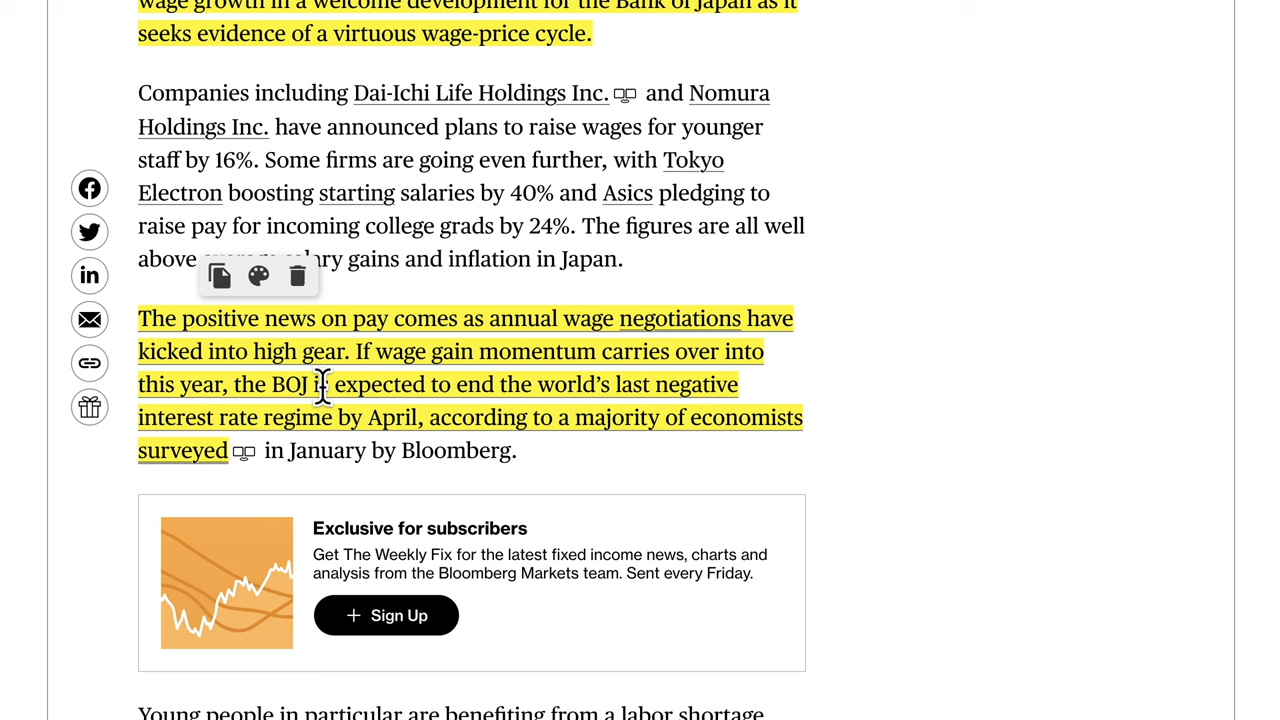 wage growth in a welcome development for the Bank of Japan as it
seeks evidence of a virtuous wage-price cycle.
Companies including Dai-Ichi Life Holdings Inc. and Nomura
Holdings Inc. have announced plans to raise wages for younger
staff by 16%. Some firms are going even further, with Tokyo
Electron boosting starting salaries by 40% and Asics pledging to
raise pay for incoming college grads by 24%. The figures are all well
above average salary gains and inflation in Japan.
The positive news on pay comes as annual wage negotiations have
kicked into high gear. If wage gain momentum carries over into
this year, the BOJ is expected to end the world’s last negative
interest rate regime by April, according to a majority of economists
surveyed in January by Bloomberg.
Exclusive for subscribers
Get The Weekly Fix for the latest fixed income news, charts and
analysis from the Bloomberg Markets team. Sent every Friday.
+ Sign Up
Young people in particular are benefiting from a labor shortage